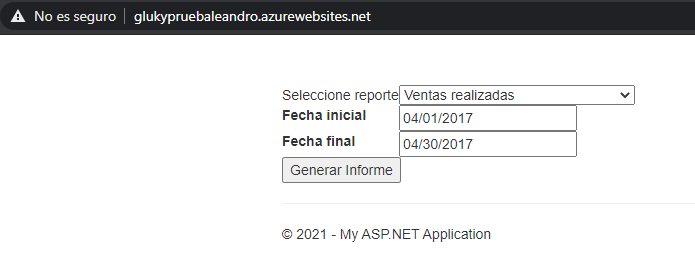 No es seguro glukypruebaleandro.azurewebsites.net
Seleccione reporte Ventas realizadas
Fecha inicial 04/01/2017
Fecha final 04/30/2017
Generar Informe
© 2021 - My ASP.NET Application